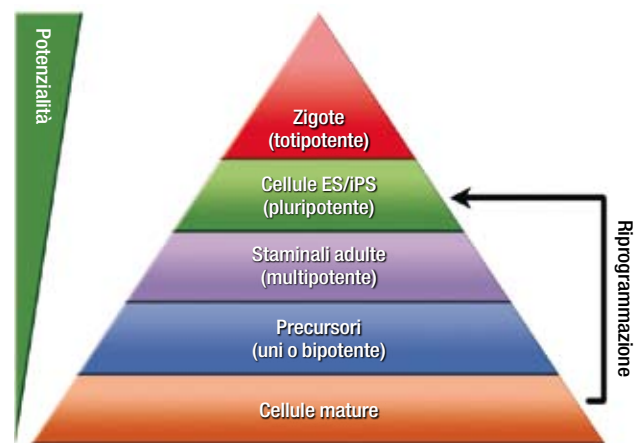 Potenzialità
Zigote
(totipotente)
Cellule ES/iPS
(pluripotente)
Staminali adulte
(multipotente)
Precursori
(uni o bipotente)
Cellule mature
Riprogrammazione